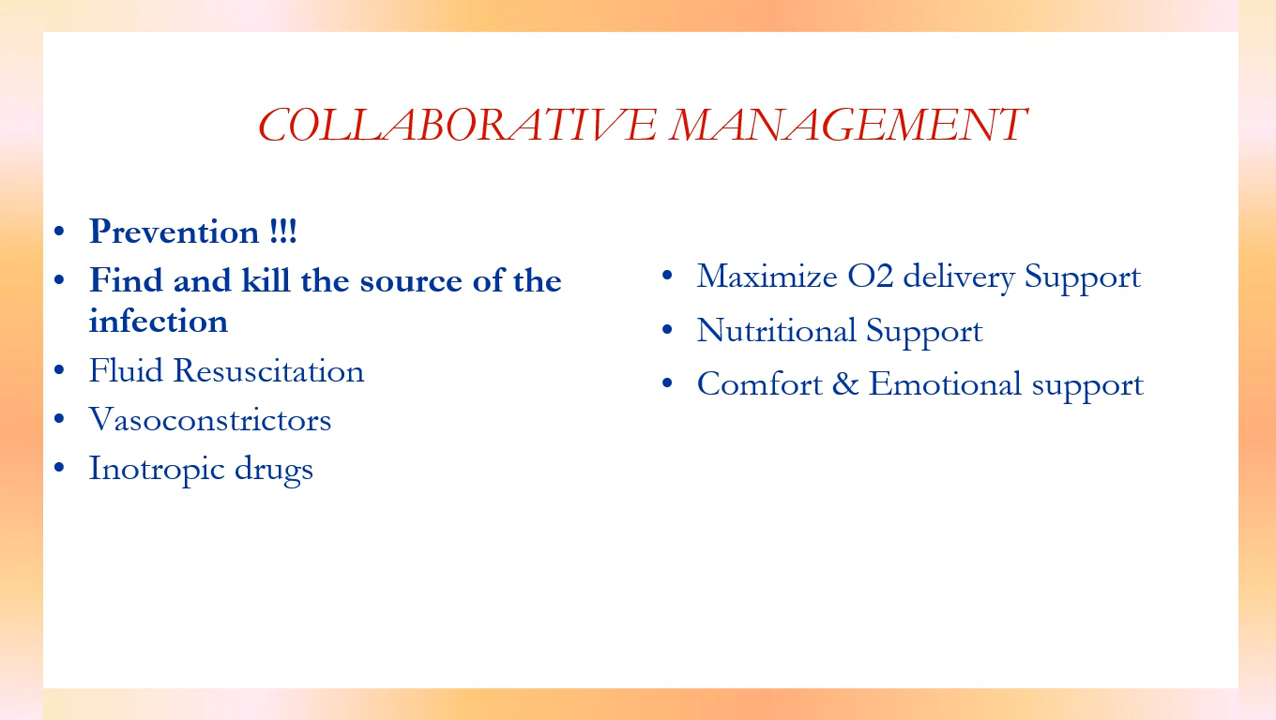 COLLABORATIVE MANAGEMENT
• Prevention !!!
• Find and kill the source of the
infection
• Fluid Resuscitation
• Vasoconstrictors
• Inotropic drugs
• Maximize O2 delivery Support
• Nutritional Support
• Comfort & Emotional support